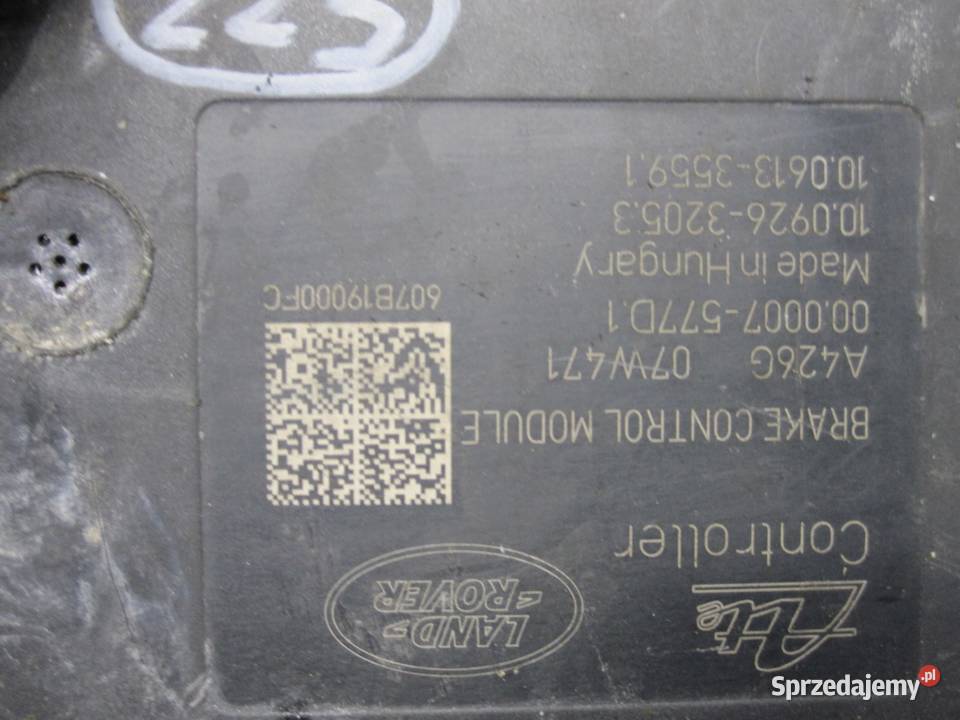 Ate
LAND
ROVER
Controller
BRAKE CONTROL MODULE
A426G 07W471
00.0007-577D.1
607B19000FC
Made in Hungary
10.0926-3205.3
10.0613-3559.1
Sprzedajemy.pl